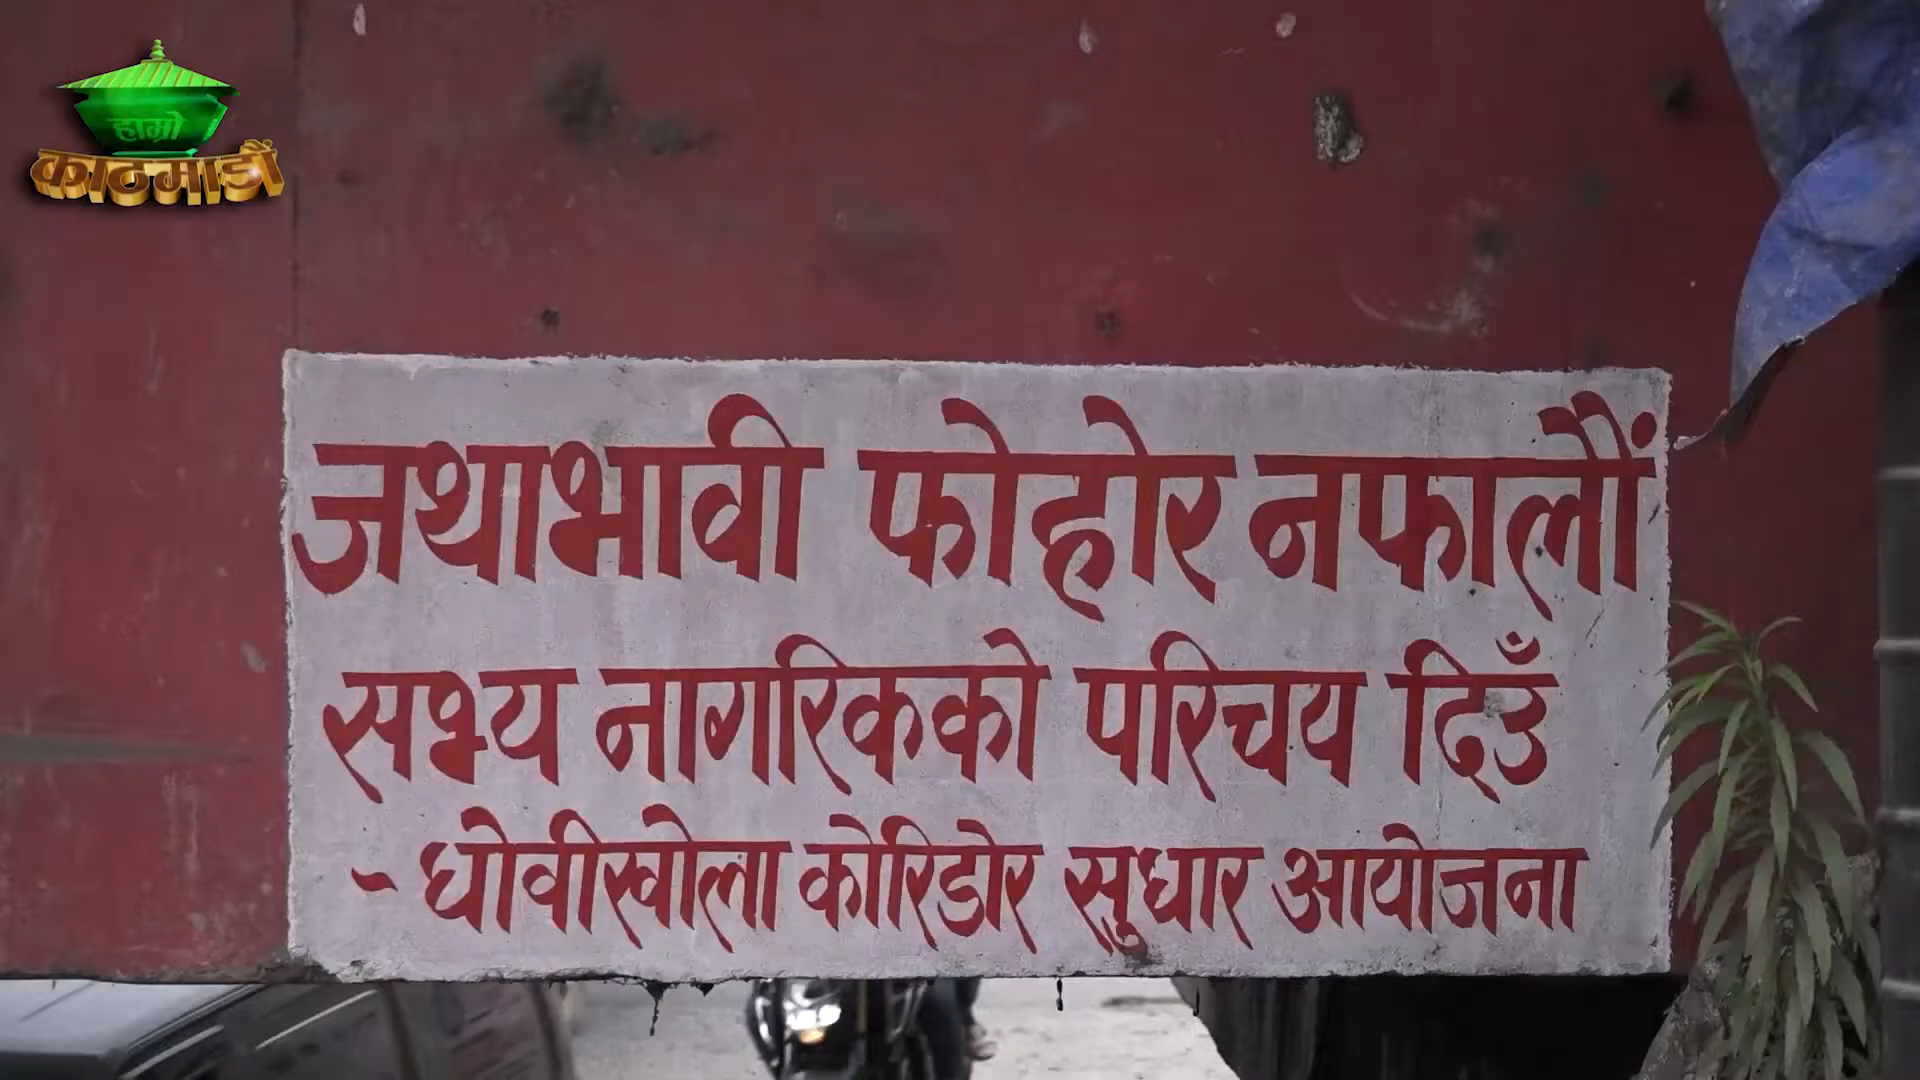 हाम्रो
काठमाडौं
जथाभावी फोहोर नफालौं
सभ्य नागरिकको परिचय दिउँ
- धोवीखोला कोरिडोर सुधार आयोजना